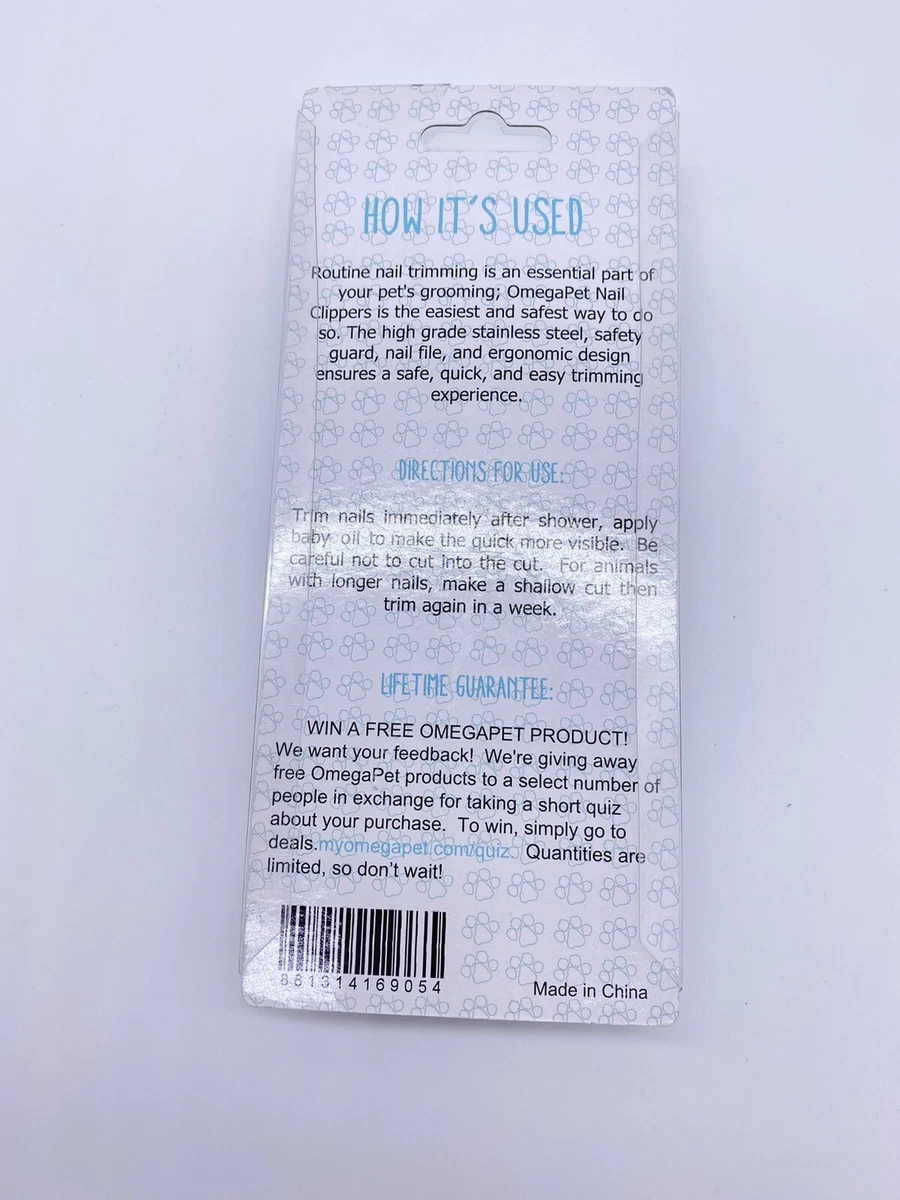 HOW IT'S USED
Routine nail trimming is an essential part of
your pet's grooming; OmegaPet Nail
Clippers is the easiest and safest way to do
so. The high grade stainless steel, safety
guard, nail file, and ergonomic design
ensures a safe, quick, and easy trimming
experience.
DIRECTIONS FOR USE:
Trim nails immediately after shower, apply
baby oil to make the quick more visible. Be
careful not to cut into the cut. For animals
with longer nails, make a shallow cut then
trim again in a week.
LIFETIME GUARANTEE:
WIN A FREE OMEGAPET PRODUCT!
We want your feedback! We're giving away
free OmegaPet products to a select number of
people in exchange for taking a short quiz
about your purchase. To win, simply go to
deals.myomegapet.com/quiz. Quantities are
limited, so don't wait!
881314169054
Made in China